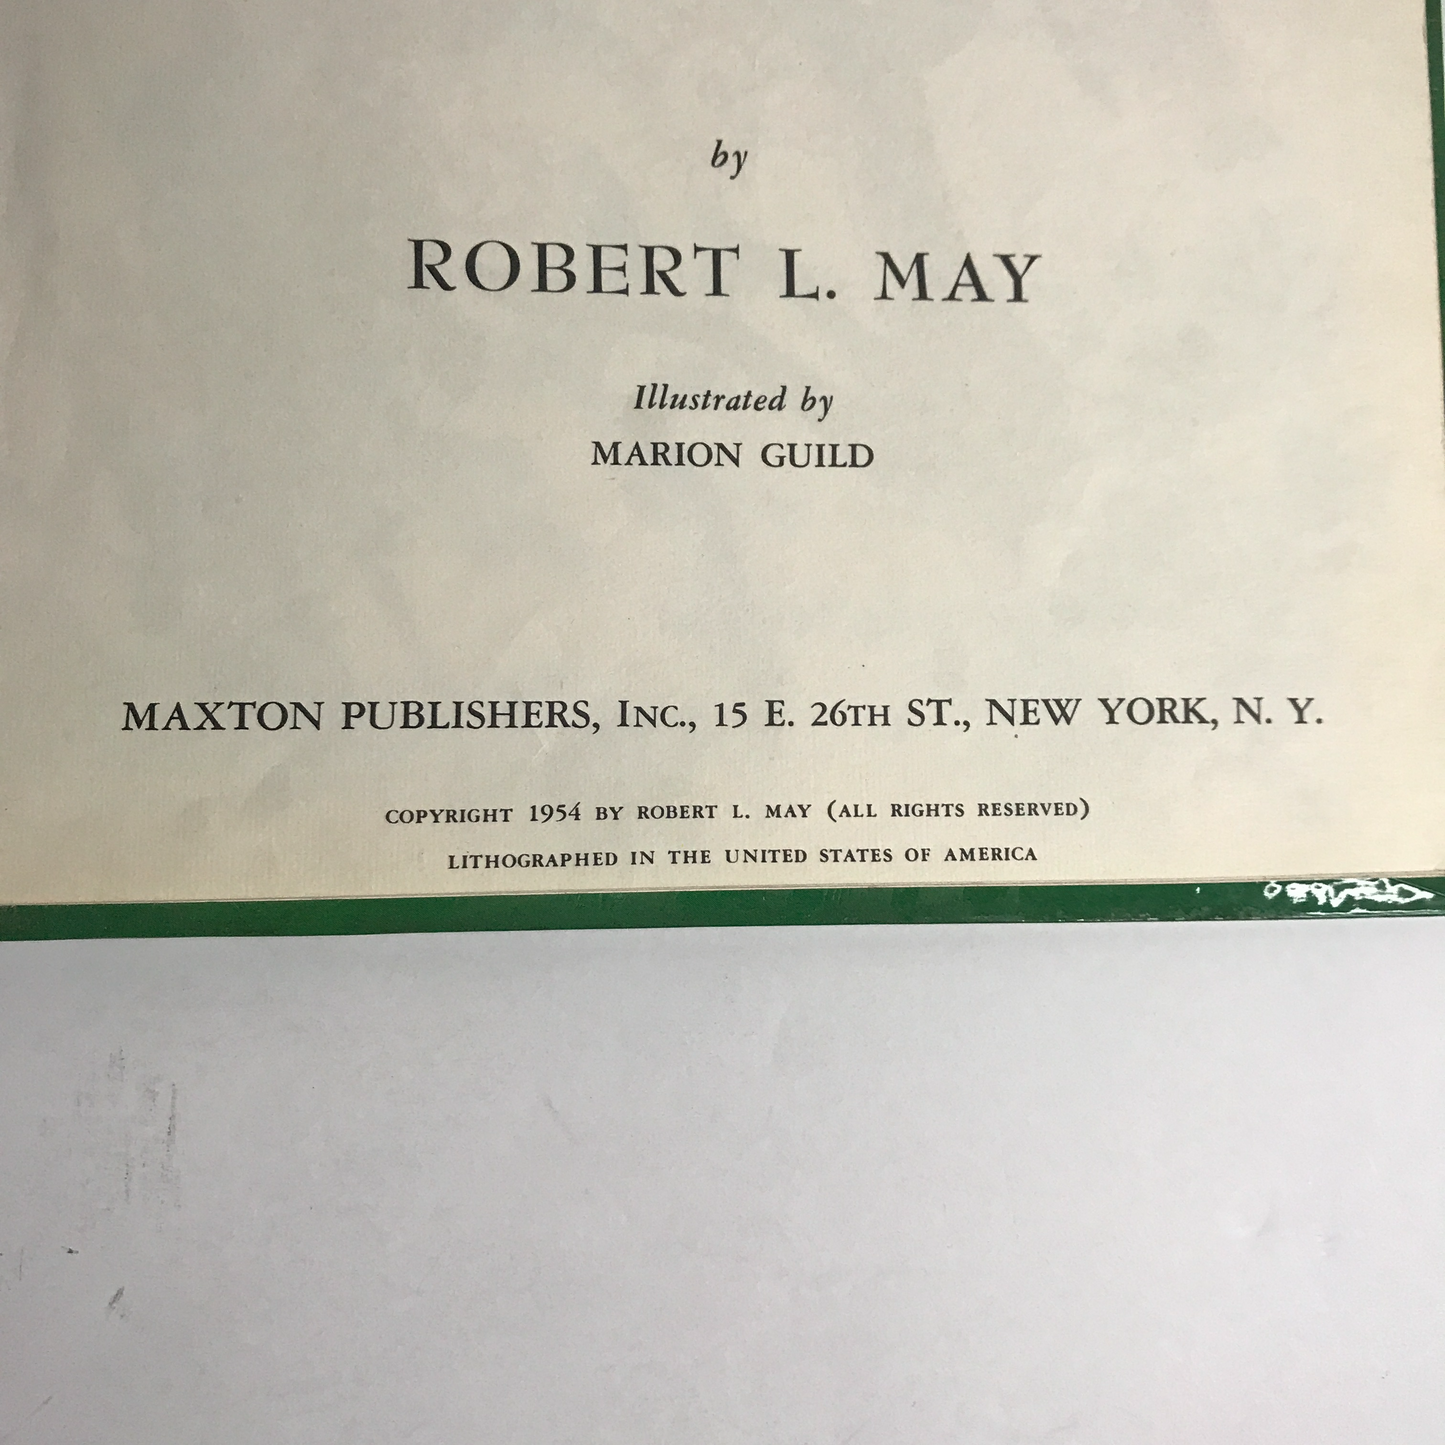 by
ROBERT L. MAY
Illustrated by
MARION GUILD
MAXTON PUBLISHERS, INC., 15 E. 26TH ST., NEW YORK, N. Y.
COPYRIGHT 1954 BY ROBERT L. MAY (ALL RIGHTS RESERVED)
LITHOGRAPHED IN THE UNITED STATES OF AMERICA